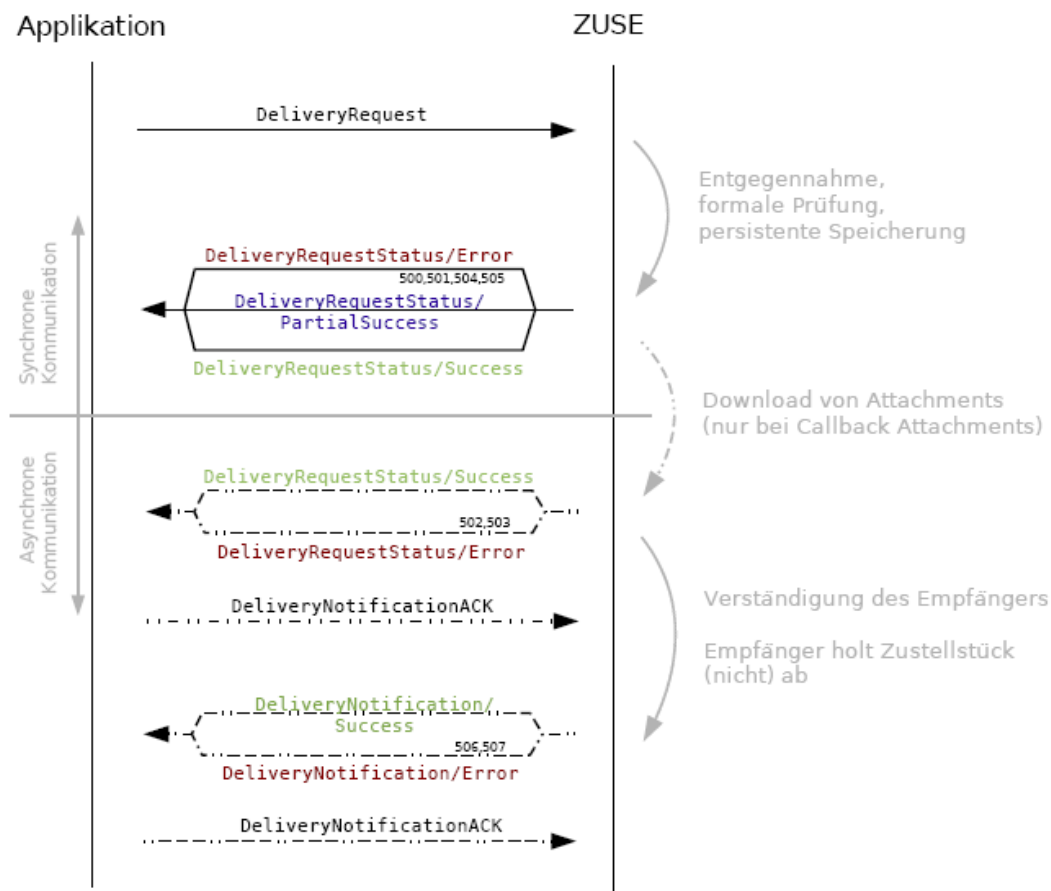 Applikation
ZUSE
DeliveryRequest
Entgegennahme,
formale Prüfung,
persistente Speicherung
Synchrone
Kommunikation
DeliveryRequestStatus/Error
500,501,504,505
DeliveryRequestStatus/
PartialSuccess
DeliveryRequestStatus/Success
Download von Attachments
(nur bei Callback Attachments)
Asynchrone
Kommunikation
DeliveryRequestStatus/Success
502,503
DeliveryRequestStatus/Error
DeliveryNotificationACK
Verständigung des Empfängers
Empfänger holt Zustellstück
(nicht) ab
DeliveryNotification/
Success
506,507
DeliveryNotification/Error
DeliveryNotificationACK